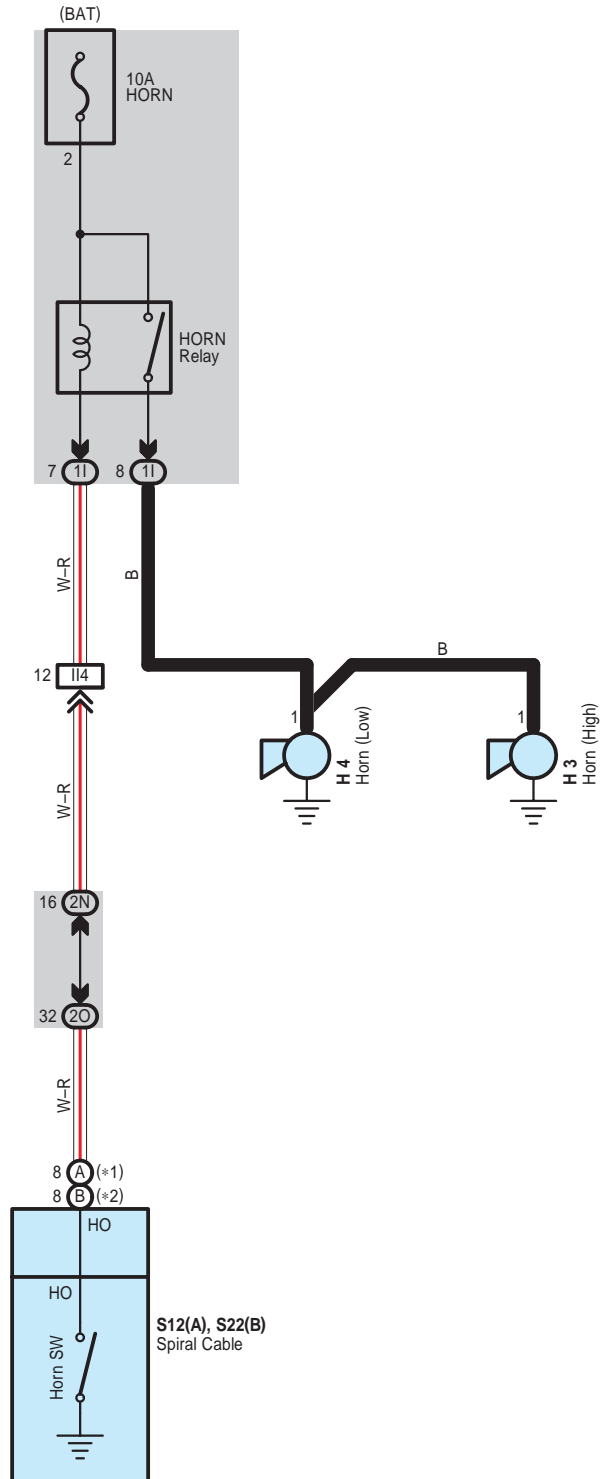 (BAT)
10A
HORN
2
HORN
Relay
7 1I
8 1I
W–R
B
12 II4
B
1
H 4
Horn (Low)
1
H 3
Horn (High)
W–R
16 2N
32 2O
W–R
8 A (∗1)
8 B (∗2)
HO
HO
Horn SW
S12(A), S22(B)
Spiral Cable